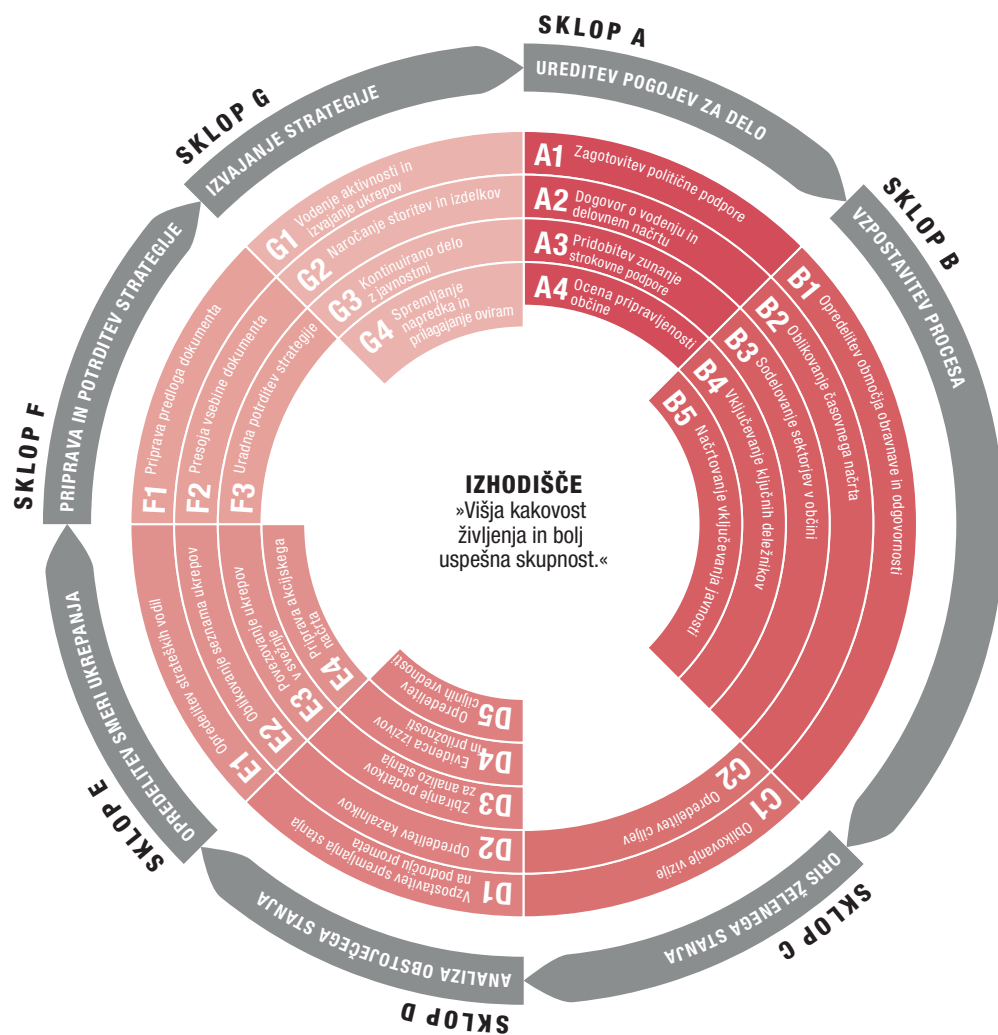 SKLOP A
UREDITEV POGOJEV ZA DELO
A1 Zagotovitev politične podpore
A2 Dogovor o vodenju in
delovnem načrtu
A3 Pridobitev zunanje
strokovne podpore
A4 Ocena pripravljenosti
občine
SKLOP B
VZPOSTAVITEV PROCESA
B1 Opredelitev območja obravnave in odgovornosti
B2 Oblikovanje časovnega načrta
B3 Sodelovanje sektorjev v občini
B4 Vključevanje ključnih deležnikov
B5 Načrtovanje vključevanja javnosti
SKLOP C
ORIS ŽELENEGA STANJA
C1 Oblikovanje vizije
C2 Opredelitev ciljev
SKLOP D
ANALIZA OBSTOJEČEGA STANJA
D1 Vzpostavitev spremljanja stanja
na področju prometa
D2 Opredelitev kazalnikov
D3 Zbiranje podatkov
za analizo stanja
D4 Evidenca izzivov
in priložnosti
D5 Opredelitev
ciljnih vrednosti
SKLOP E
OPREDELITEV SMERI UKREPANJA
E1 Opredelitev strateških vodil
E2 Oblikovanje seznama ukrepov
E3 Povezovanje ukrepov
v svežnje
E4 Priprava akcijskega
načrta
SKLOP F
PRIPRAVA IN POTRDITEV STRATEGIJE
F1 Priprava predloga dokumenta
F2 Presoja vsebine dokumenta
F3 Uradna potrditev strategije
SKLOP G
IZVAJANJE STRATEGIJE
G1 Vodenje aktivnosti in
izvajanje ukrepov
G2 Naročanje storitev in izdelkov
G3 Kontinuirano delo
z javnostmi
G4 Spremljanje
napredka in
prilagajanje oviram
IZHODIŠČE
»Višja kakovost
življenja in bolj
uspešna skupnost.«